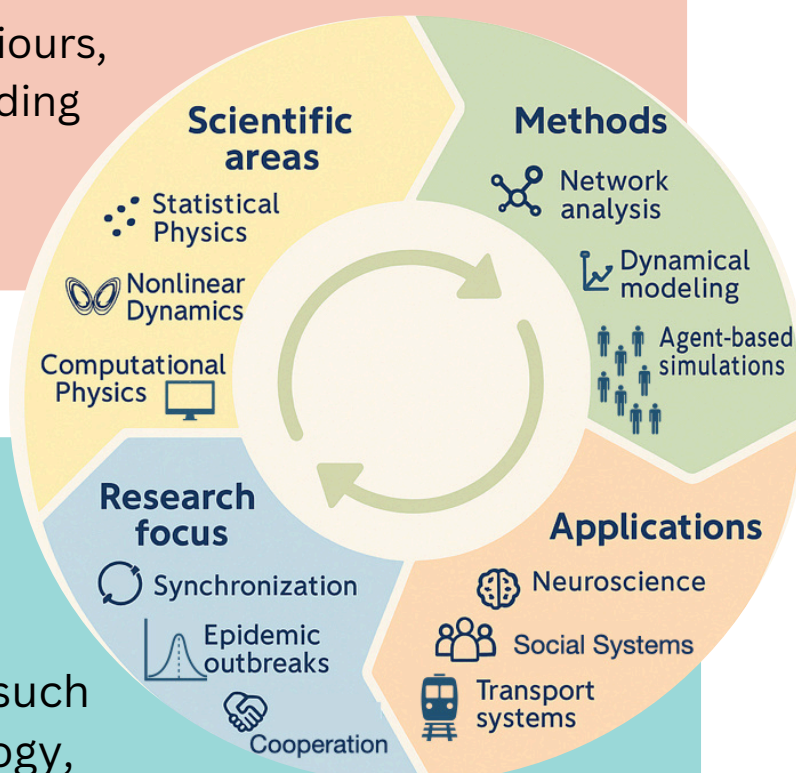 iours,
ding
Scientific
areas
Statistical
Physics
Nonlinear
Dynamics
Computational
Physics
Methods
Network
analysis
Dynamical
modeling
Agent-based
simulations
Research
focus
Synchronization
Epidemic
outbreaks
Cooperation
Applications
Neuroscience
Social Systems
Transport
systems
such
ogy,